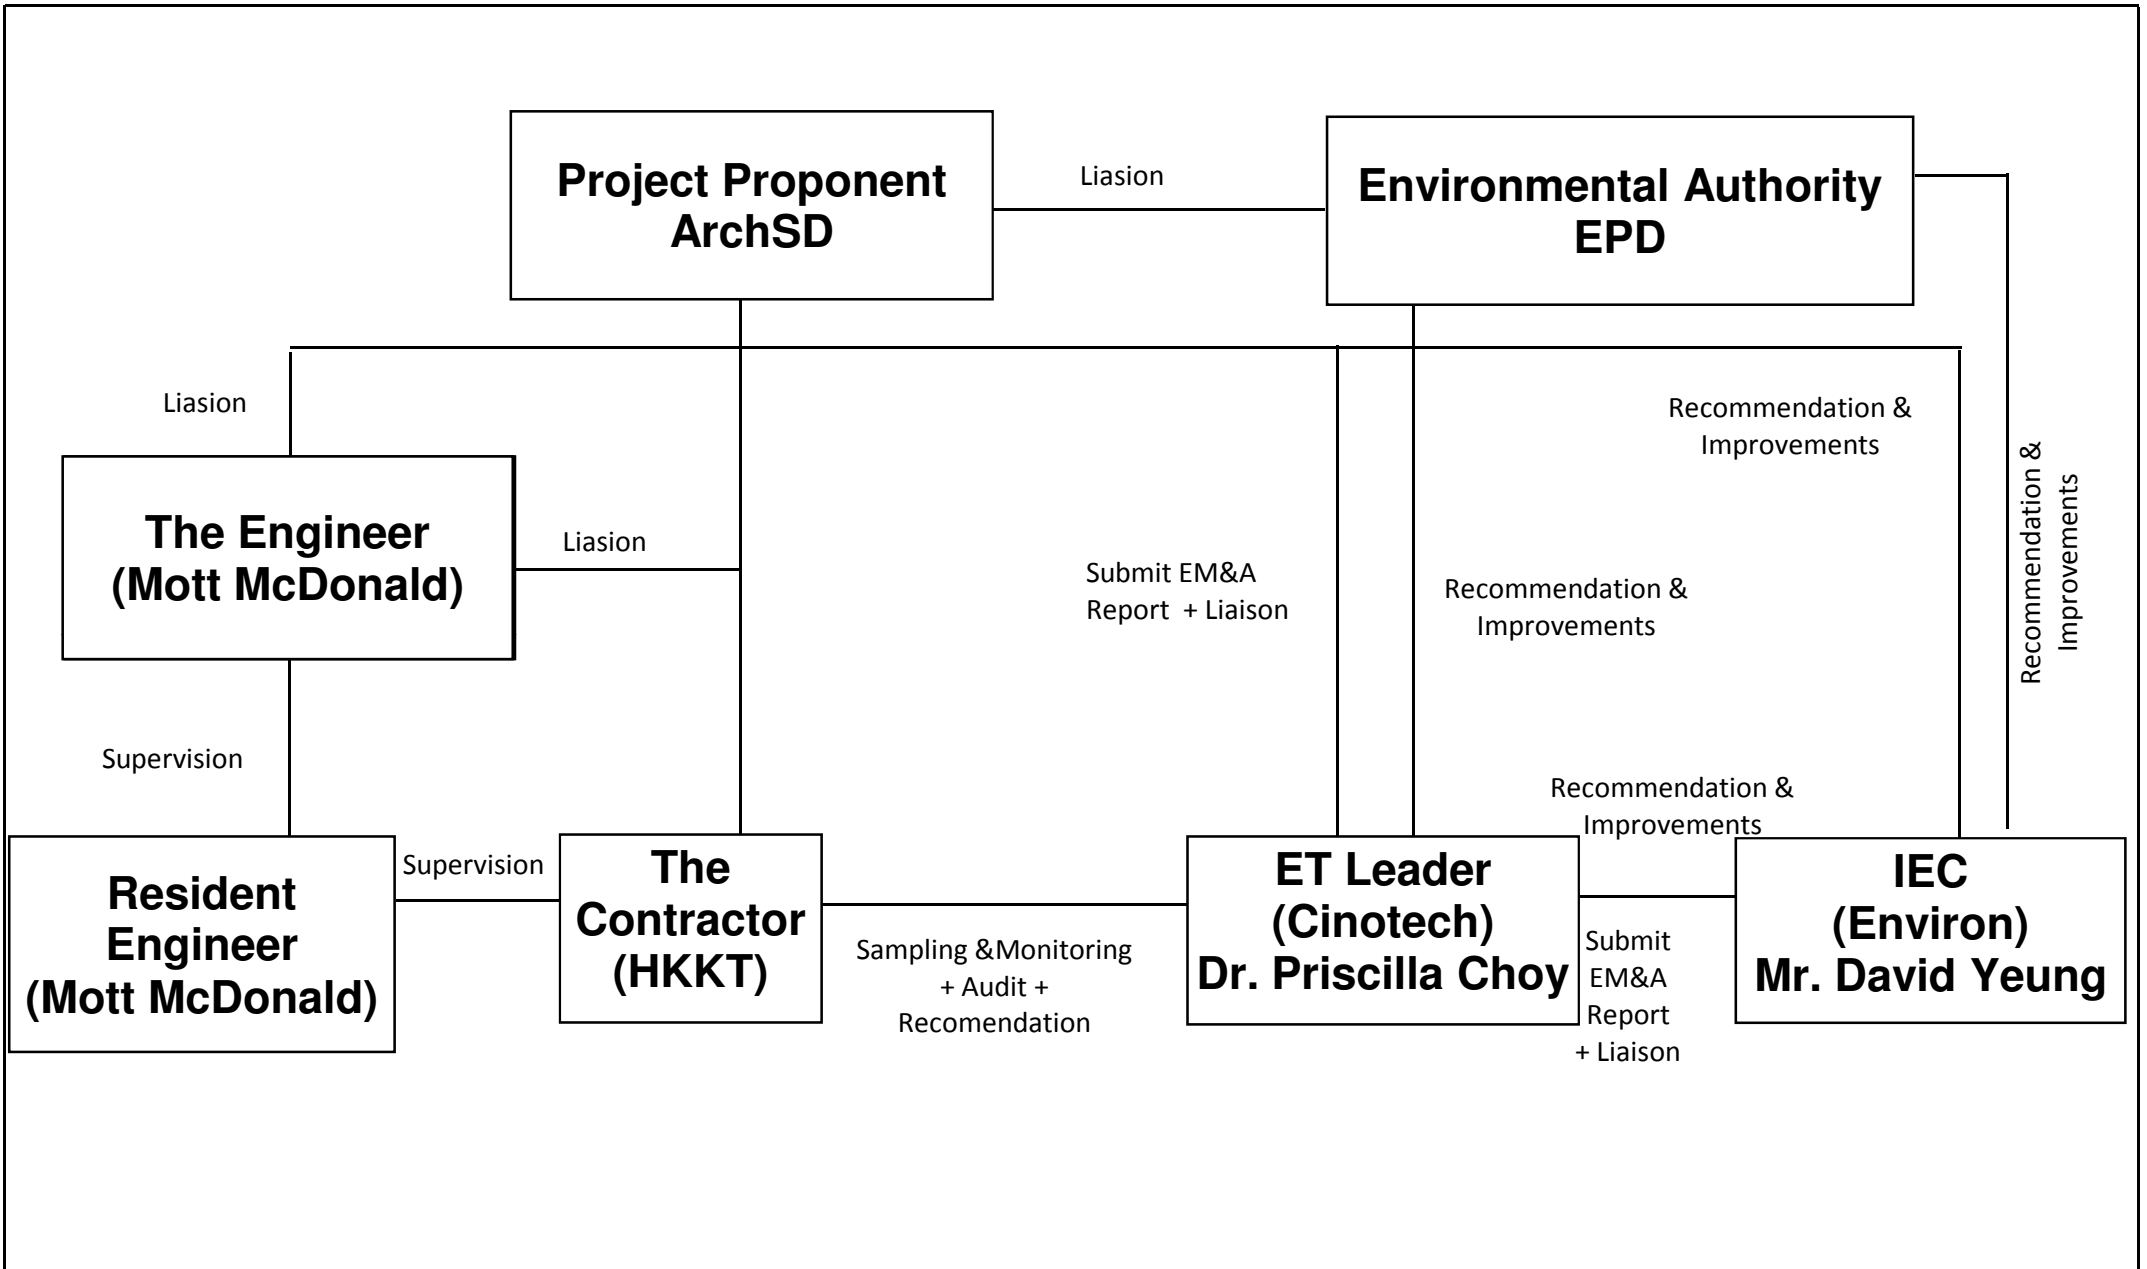 Project Proponent
ArchSD
Liasion
Environmental Authority
EPD
Liasion
Recommendation &
Improvements
Recommendation &
Improvements
The Engineer
(Mott McDonald)
Liasion
Submit EM&A
Report + Liaison
Recommendation &
Improvements
Supervision
Recommendation &
Improvements
Resident
Engineer
(Mott McDonald)
Supervision
The
Contractor
(HKKT)
Sampling &Monitoring
+ Audit +
Recomendation
ET Leader
(Cinotech)
Dr. Priscilla Choy
Submit
EM&A
Report
+ Liaison
IEC
(Environ)
Mr. David Yeung